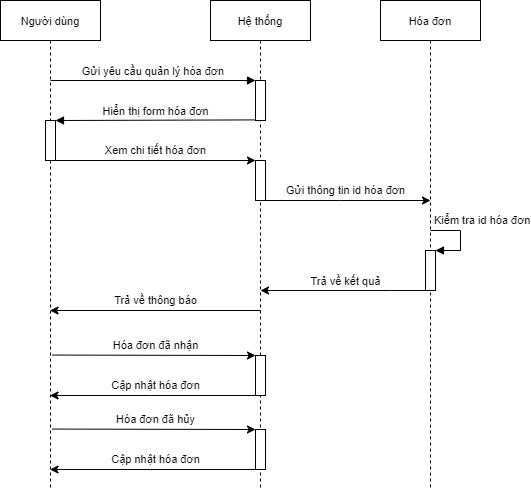 Người dùng
Hệ thống
Hóa đơn
Gửi yêu cầu quản lý hóa đơn
Hiển thị form hóa đơn
Xem chi tiết hóa đơn
Gửi thông tin id hóa đơn
Kiểm tra id hóa đơn
Trả về kết quả
Trả về thông báo
Hóa đơn đã nhận
Cập nhật hóa đơn
Hóa đơn đã hủy
Cập nhật hóa đơn